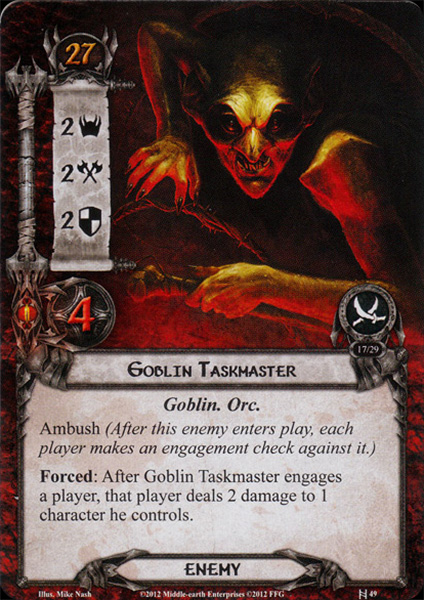 27
2
2
2
4
17/29
Goblin Taskmaster
Goblin. Orc.
Ambush (After this enemy enters play, each
player makes an engagement check against it.)
Forced: After Goblin Taskmaster engages
a player, that player deals 2 damage to 1
character he controls.
ENEMY
Illus. Mike Nash
©2012 Middle-earth Enterprises ©2012 FFG
49